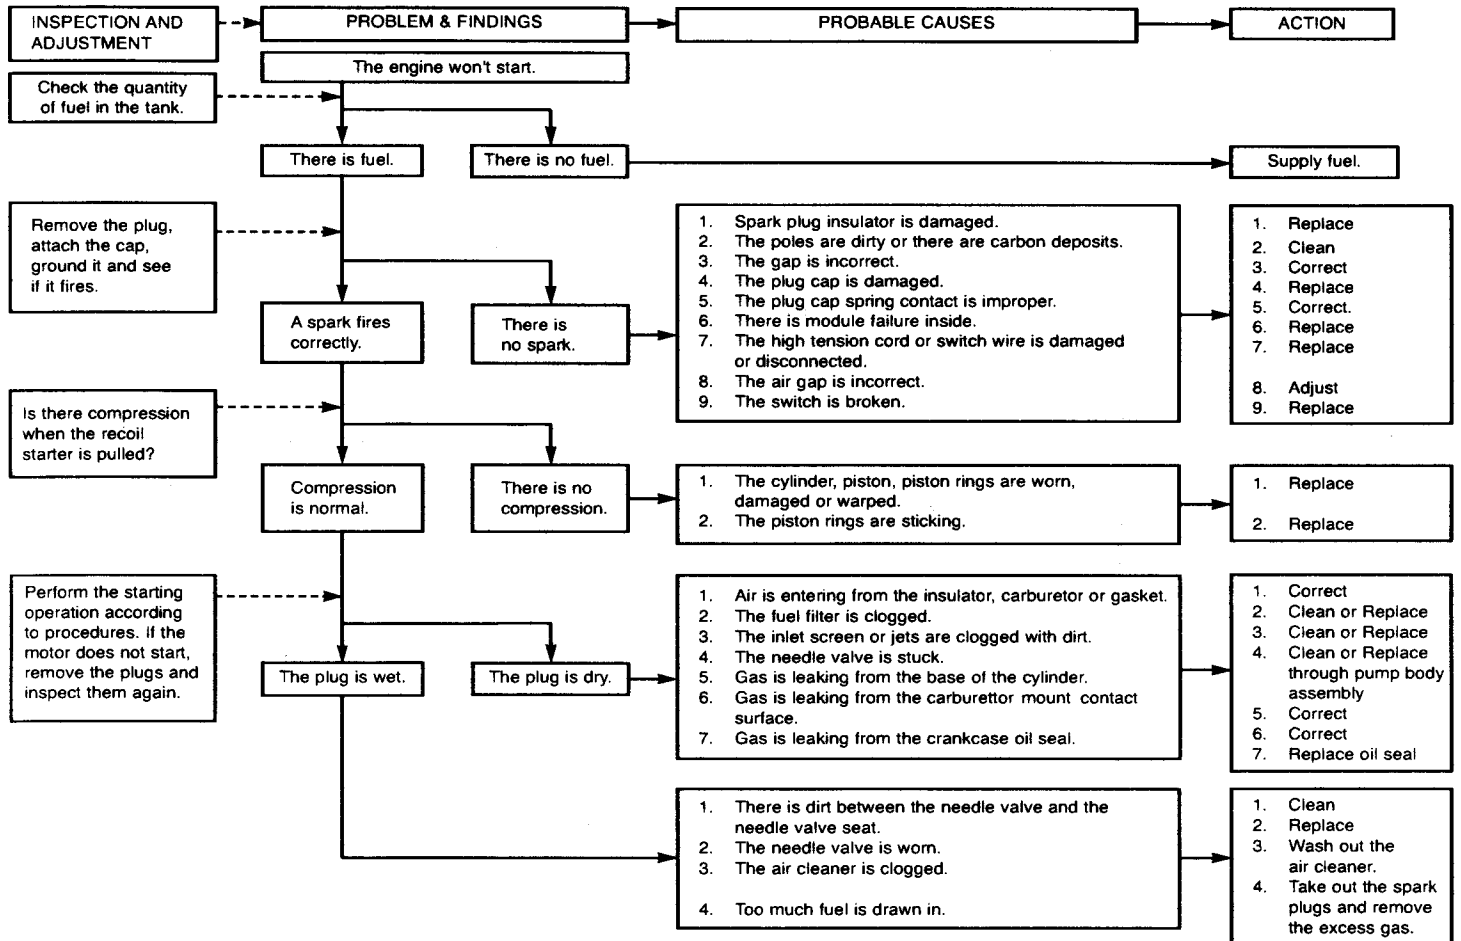 INSPECTION AND
ADJUSTMENT
PROBLEM & FINDINGS
PROBABLE CAUSES
ACTION
The engine won't start.
Check the quantity
of fuel in the tank.
There is fuel.
There is no fuel.
Supply fuel.
Remove the plug,
attach the cap,
ground it and see
if it fires.
A spark fires
correctly.
There is
no spark.
1. Spark plug insulator is damaged.
2. The poles are dirty or there are carbon deposits.
3. The gap is incorrect.
4. The plug cap is damaged.
5. The plug cap spring contact is improper.
6. There is module failure inside.
7. The high tension cord or switch wire is damaged
or disconnected.
8. The air gap is incorrect.
9. The switch is broken.
1. Replace
2. Clean
3. Correct
4. Replace
5. Correct.
6. Replace
7. Replace
8. Adjust
9. Replace
Is there compression
when the recoil
starter is pulled?
Compression
is normal.
There is no
compression.
1. The cylinder, piston, piston rings are worn,
damaged or warped.
2. The piston rings are sticking.
1. Replace
2. Replace
Perform the starting
operation according
to procedures. If the
motor does not start,
remove the plugs and
inspect them again.
The plug is wet.
The plug is dry.
1. Air is entering from the insulator, carburetor or gasket.
2. The fuel filter is clogged.
3. The inlet screen or jets are clogged with dirt.
4. The needle valve is stuck.
5. Gas is leaking from the base of the cylinder.
6. Gas is leaking from the carburettor mount contact
surface.
7. Gas is leaking from the crankcase oil seal.
1. Correct
2. Clean or Replace
3. Clean or Replace
4. Clean or Replace
through pump body
assembly
5. Correct
6. Correct
7. Replace oil seal
1. There is dirt between the needle valve and the
needle valve seat.
2. The needle valve is worn.
3. The air cleaner is clogged.
4. Too much fuel is drawn in.
1. Clean
2. Replace
3. Wash out the
air cleaner.
4. Take out the spark
plugs and remove
the excess gas.